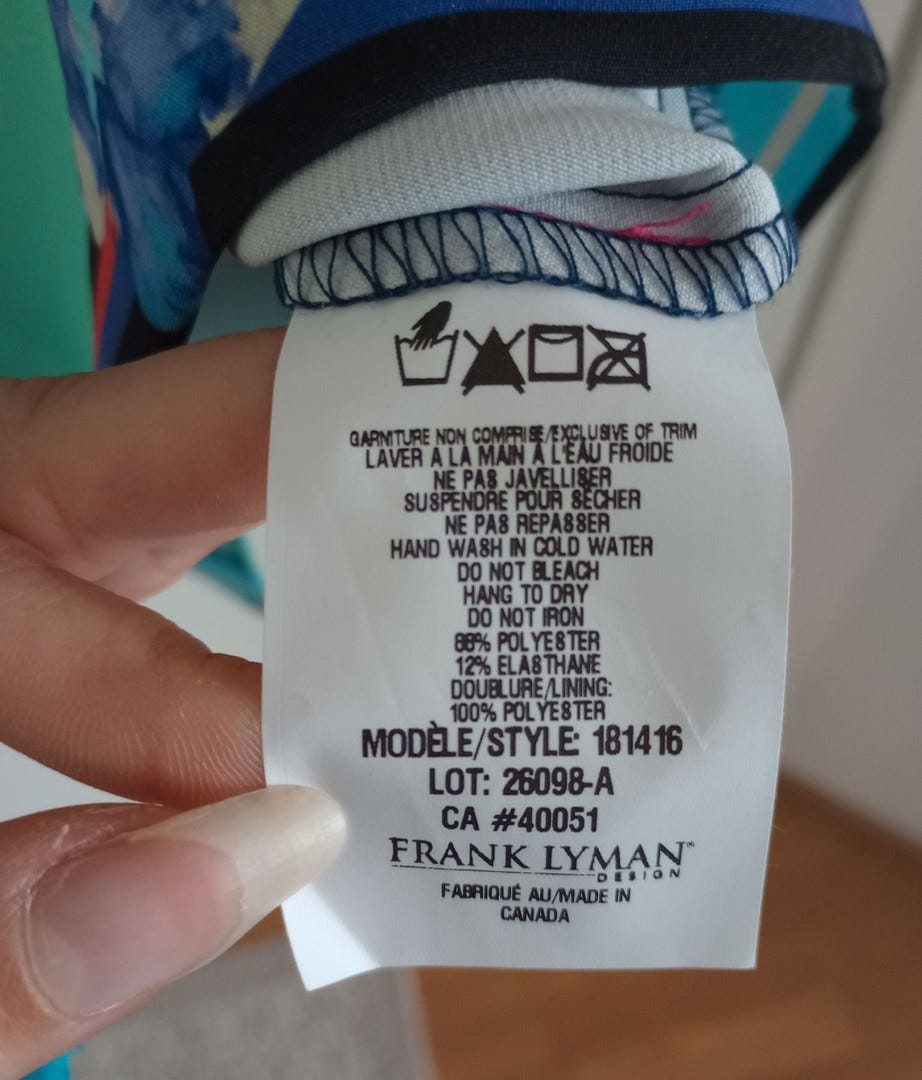 GARNITURE NON COMPRISE/EXCLUSIVE OF TRIM
LAVER A LA MAIN À L'EAU FROIDE
NE PAS JAVELLISER
SUSPENDRE POUR SÈCHER
NE PAS REPASSER
HAND WASH IN COLD WATER
DO NOT BLEACH
HANG TO DRY
DO NOT IRON
88% POLYESTER
12% ELASTHANE
DOUBLURE/LINING:
100% POLYESTER
MODÈLE/STYLE: 181416
LOT: 26098-A
CA #40051
FRANK LYMAN
DESIGN
FABRIQUÉ AU/MADE IN
CANADA